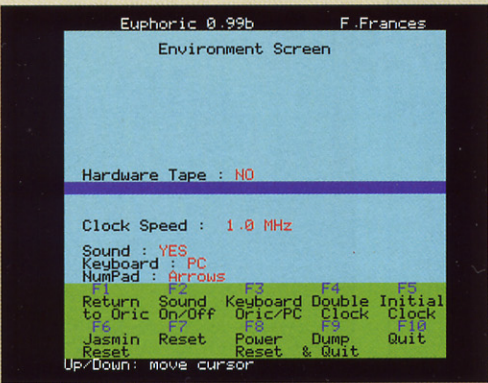 Euphoric 0.99b F.Frances
Environment Screen
Hardware Tape : NO
Clock Speed : 1.0 MHz
Sound : YES
Keyboard : PC
NumPad : Arrows
F1 F2 F3 F4 F5
Return Sound Keyboard Double Initial
to Oric On/Off Oric/PC Clock Clock
F6 F7 F8 F9 F10
Jasmin Reset Power Dump Quit
Reset Reset & Quit
Up/Down: move cursor